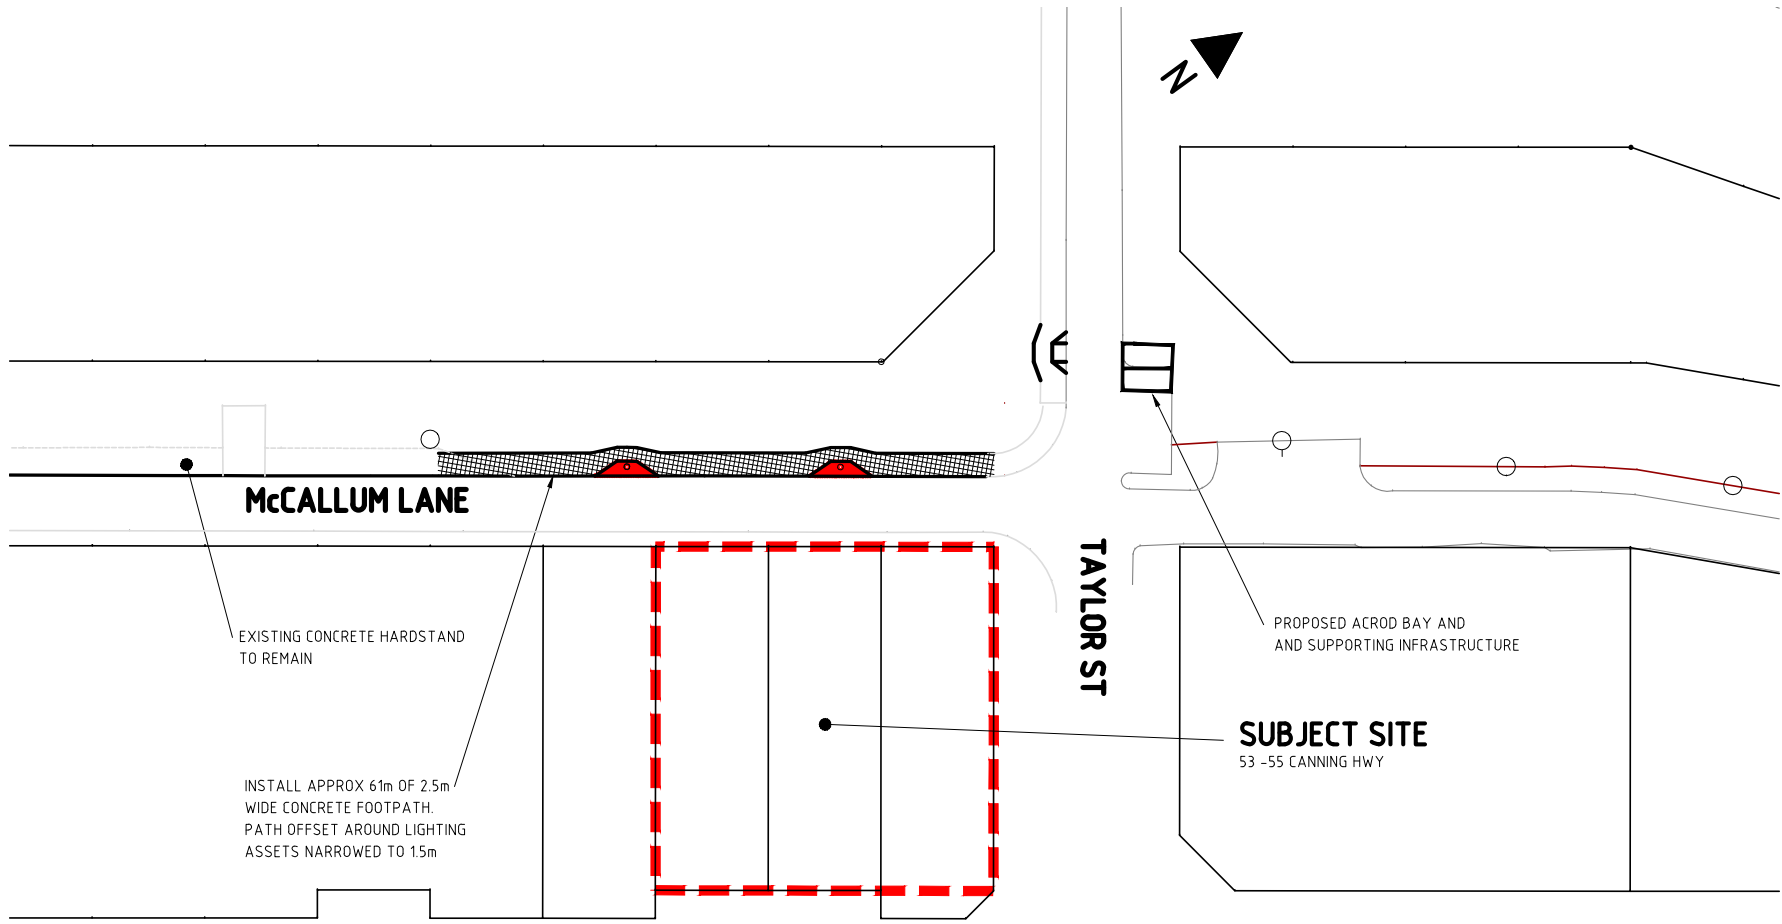 N
McCALLUM LANE
TAYLOR ST
EXISTING CONCRETE HARDSTAND
TO REMAIN
PROPOSED ACROD BAY AND
AND SUPPORTING INFRASTRUCTURE
SUBJECT SITE
53 -55 CANNING HWY
INSTALL APPROX 61m OF 2.5m
WIDE CONCRETE FOOTPATH.
PATH OFFSET AROUND LIGHTING
ASSETS NARROWED TO 1.5m